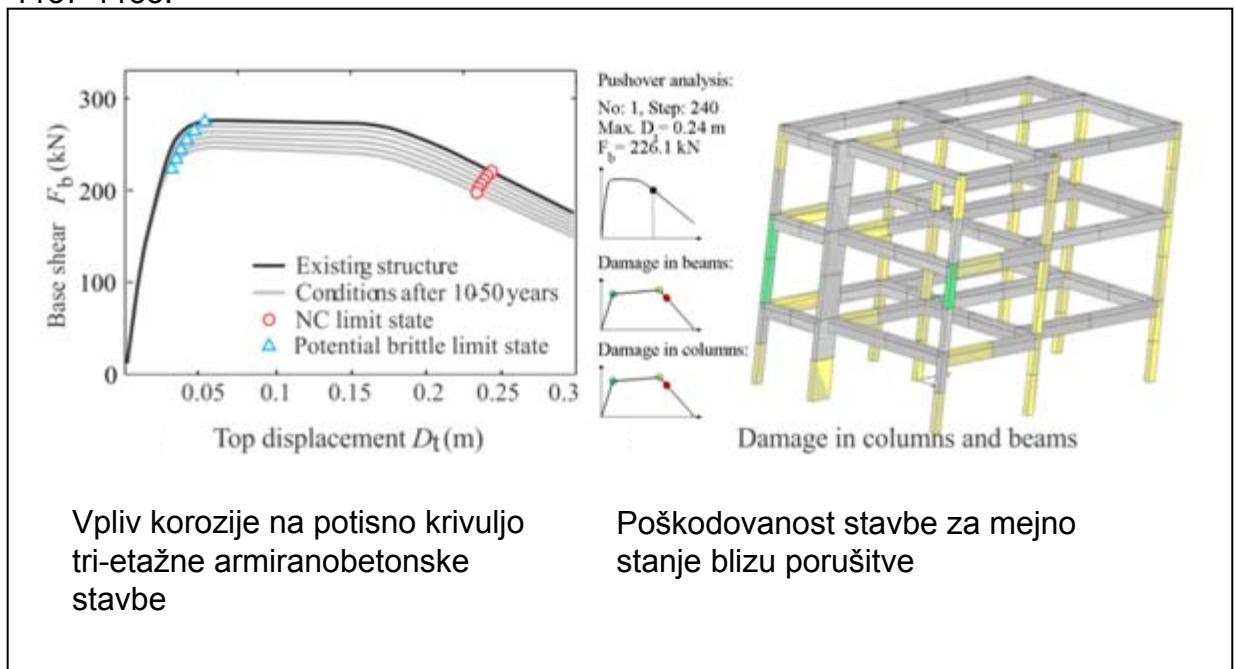 300
200
100
0
Base shear F_b (kN)
Existing structure
Conditions after 10-50 years
NC limit state
Potential brittle limit state
0.05 0.1 0.15 0.2 0.25 0.3
Top displacement Dt (m)
Pushover analysis:
No: 1, Step: 240
Max. D_t = 0.24 m
F_b = 226.1 kN
Damage in beams:
Damage in columns:
Damage in columns and beams
Vpliv korozije na potisno krivuljo
tri-etažne armiranobetonske
stavbe
Poškodovanost stavbe za mejno
stanje blizu porušitve